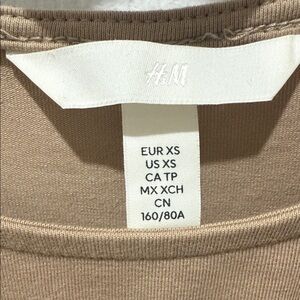 H&M
EUR XS
US XS
CA TP
MX XCH
CN
160/80A